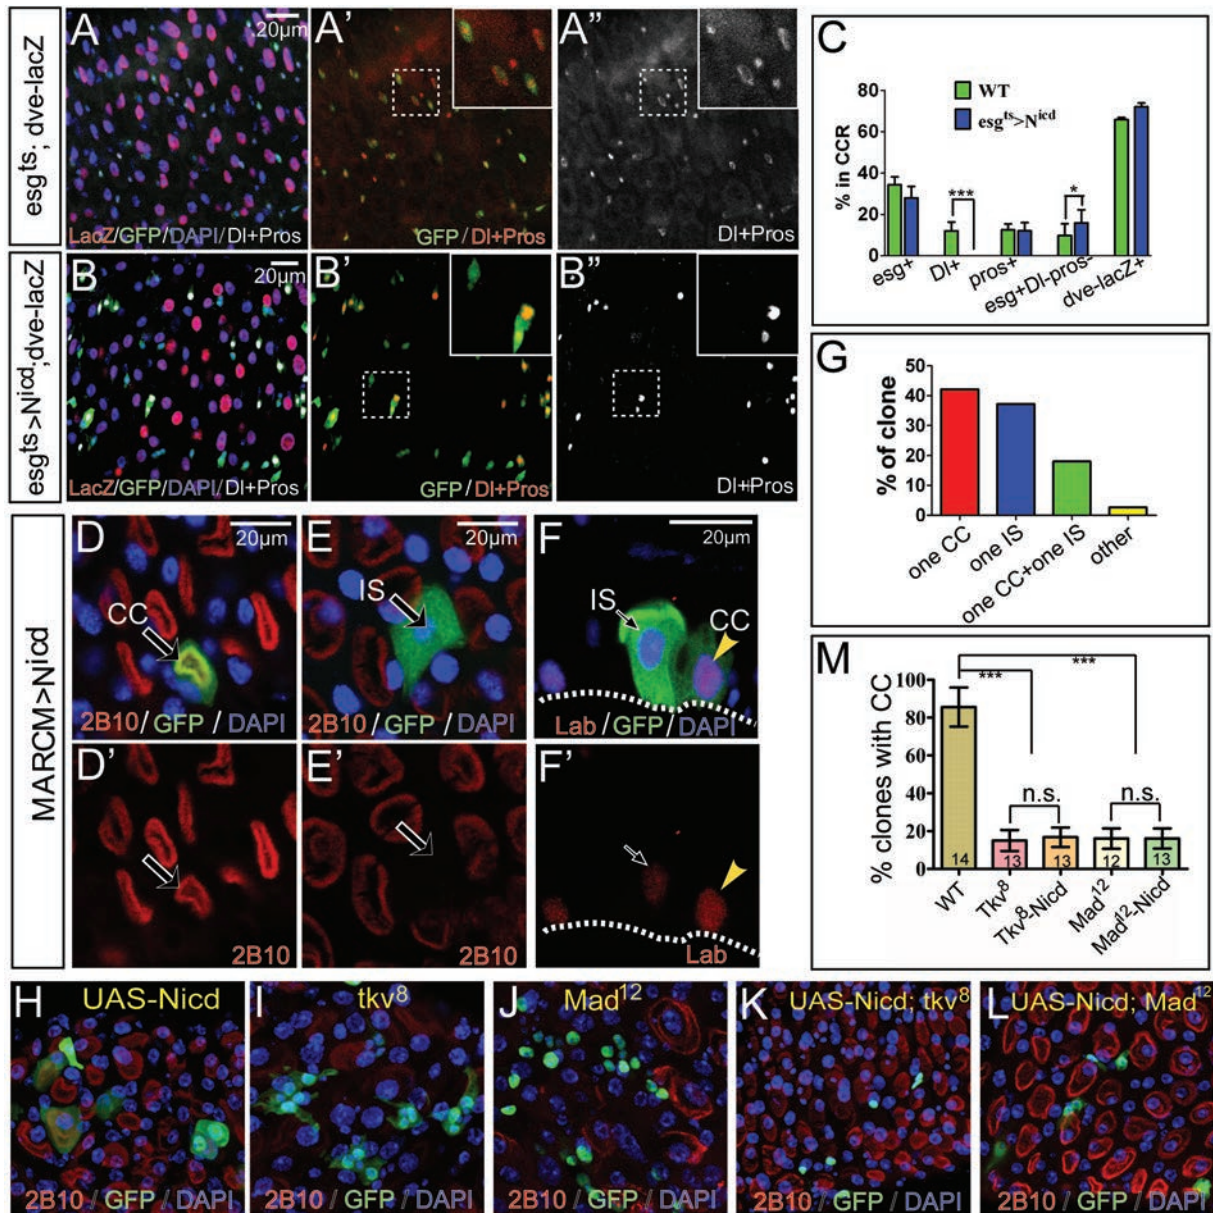 esgts; dve-lacZ
A
20µm
LacZ/GFP/DAPI/Dl+Pros
A'
GFP/Dl+Pros
A"
Dl+Pros
esgts>Nicd;dve-lacZ
B
20µm
LacZ/GFP/DAPI/Dl+Pros
B'
GFP/Dl+Pros
B"
Dl+Pros
C
% in CCR
80
60
40
20
0
WT
esgts>Nicd
***
*
esg+
Dl+
pros+
esg+Dl-pros-
dve-lacZ+
MARCM>Nicd
D
20µm
CC
2B10/GFP/DAPI
E
20µm
IS
2B10/GFP/DAPI
F
20µm
IS
CC
Lab/GFP/DAPI
D'
2B10
E'
2B10
F'
Lab
G
% of clone
50
40
30
20
10
0
one CC
one IS
one CC+one IS
other
M
% clones with CC
100
80
60
40
20
0
***
***
n.s.
n.s.
14
13
13
12
13
WT
Tkv8
Tkv8-Nicd
Mad12
Mad12-Nicd
H
UAS-Nicd
2B10/GFP/DAPI
I
tkv8
2B10/GFP/DAPI
J
Mad12
2B10/GFP/DAPI
K
UAS-Nicd; tkv8
2B10/GFP/DAPI
L
UAS-Nicd; Mad12
2B10/GFP/DAPI